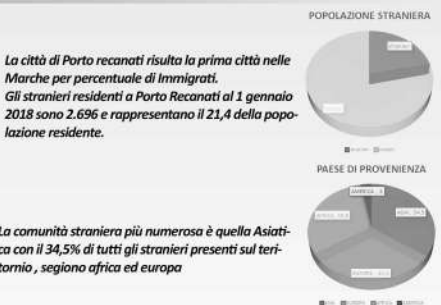 POPOLAZIONE STRANIERA
La città di Porto recanati risulta la prima città nelle
Marche per percentuale di Immigrati.
Gli stranieri residenti a Porto Recanati al 1 gennaio
2018 sono 2.696 e rappresentano il 21,4 della popo-
lazione residente.
PAESE DI PROVENIENZA
La comunità straniera più numerosa è quella Asiati-
ca con il 34,5% di tutti gli stranieri presenti sul teri-
tornio , segiono africa ed europa